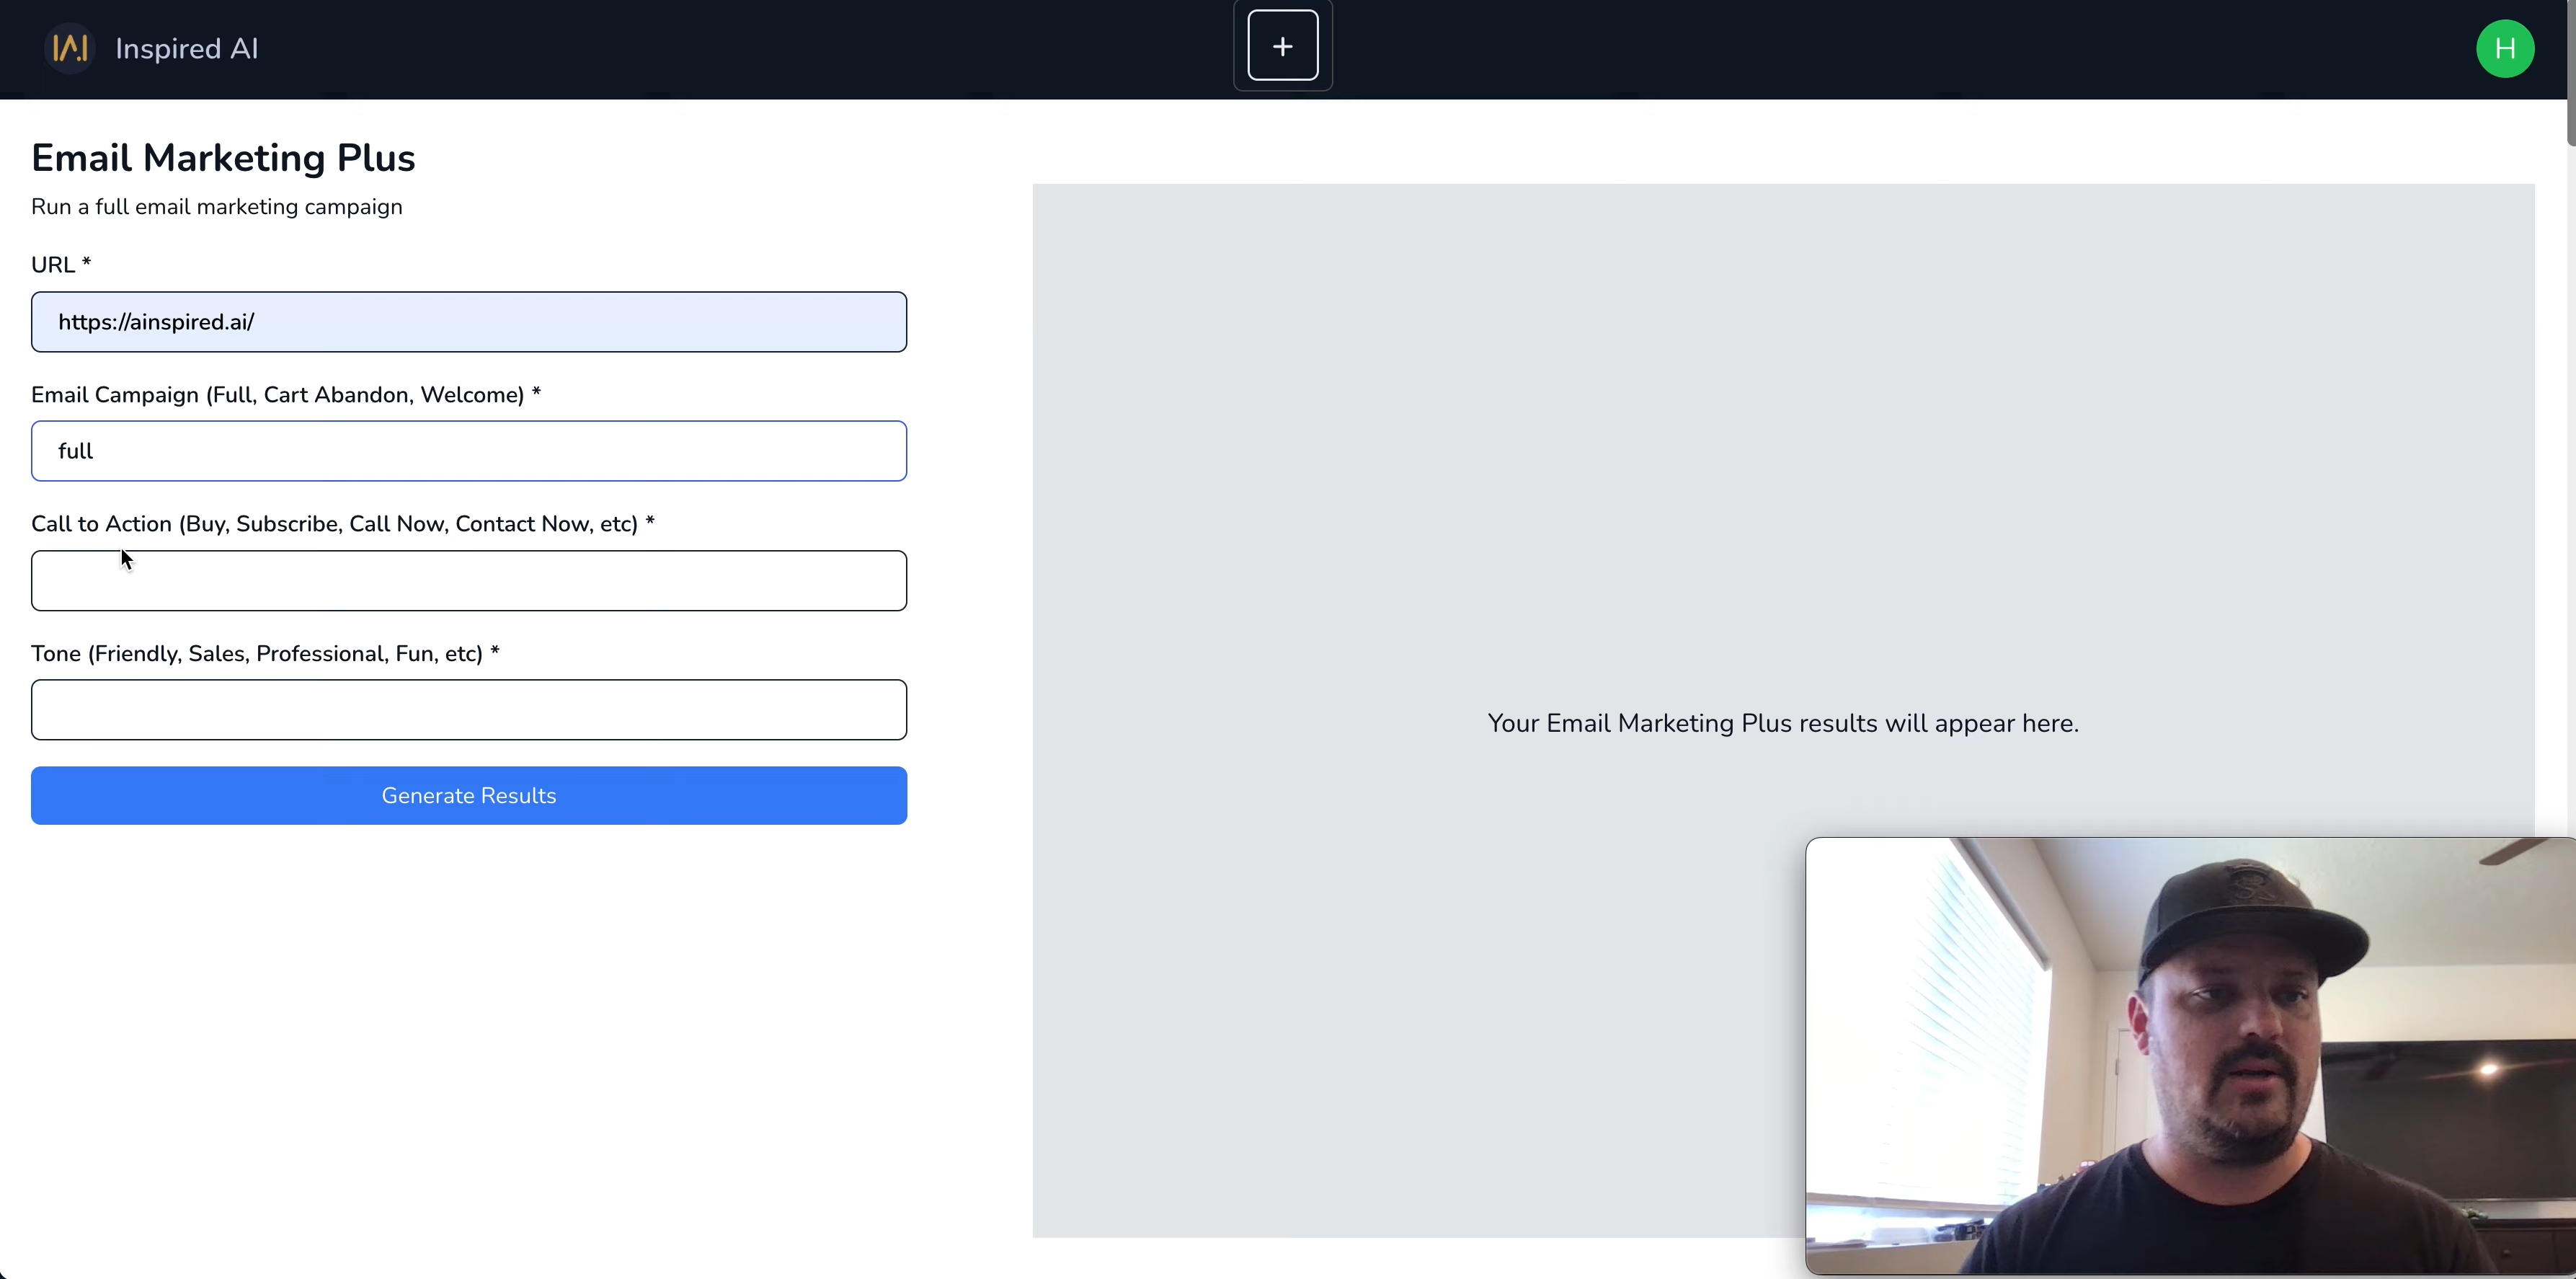 Inspired AI
+
H
Email Marketing Plus
Run a full email marketing campaign
URL *
https://ainspired.ai/
Email Campaign (Full, Cart Abandon, Welcome) *
full
Call to Action (Buy, Subscribe, Call Now, Contact Now, etc) *
Tone (Friendly, Sales, Professional, Fun, etc) *
Generate Results
Your Email Marketing Plus results will appear here.